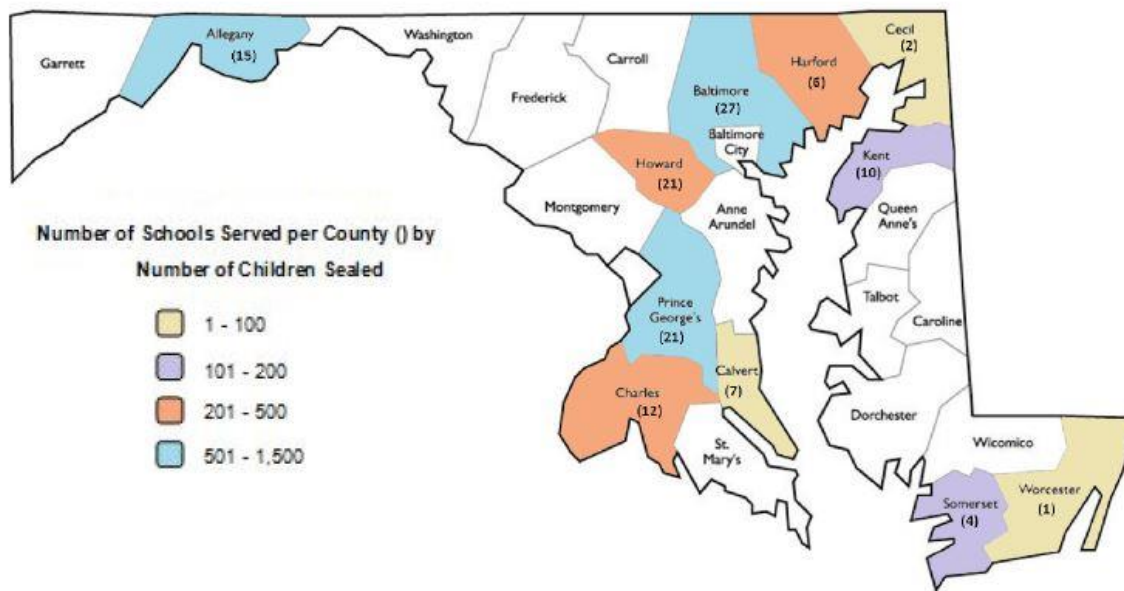 Garrett
Allegany
(15)
Washington
Frederick
Carroll
Baltimore
(27)
Baltimore
City
Harford
(6)
Cecil
(2)
Howard
(21)
Montgomery
Anne
Arundel
Kent
(10)
Queen
Anne's
Talbot
Caroline
Prince
George's
(21)
Calvert
(7)
Charles
(12)
St.
Mary's
Dorchester
Wicomico
Somerset
(4)
Worcester
(1)
Number of Schools Served per County () by
Number of Children Sealed
1 - 100
101 - 200
201 - 500
501 - 1,500